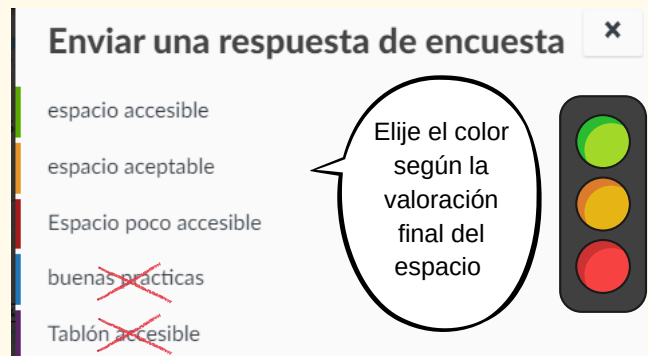 Enviar una respuesta de encuesta
×
espacio accesible
espacio aceptable
Espacio poco accesible
buenas prácticas
Tablón accesible
Elije el color
según la
valoración
final del
espacio